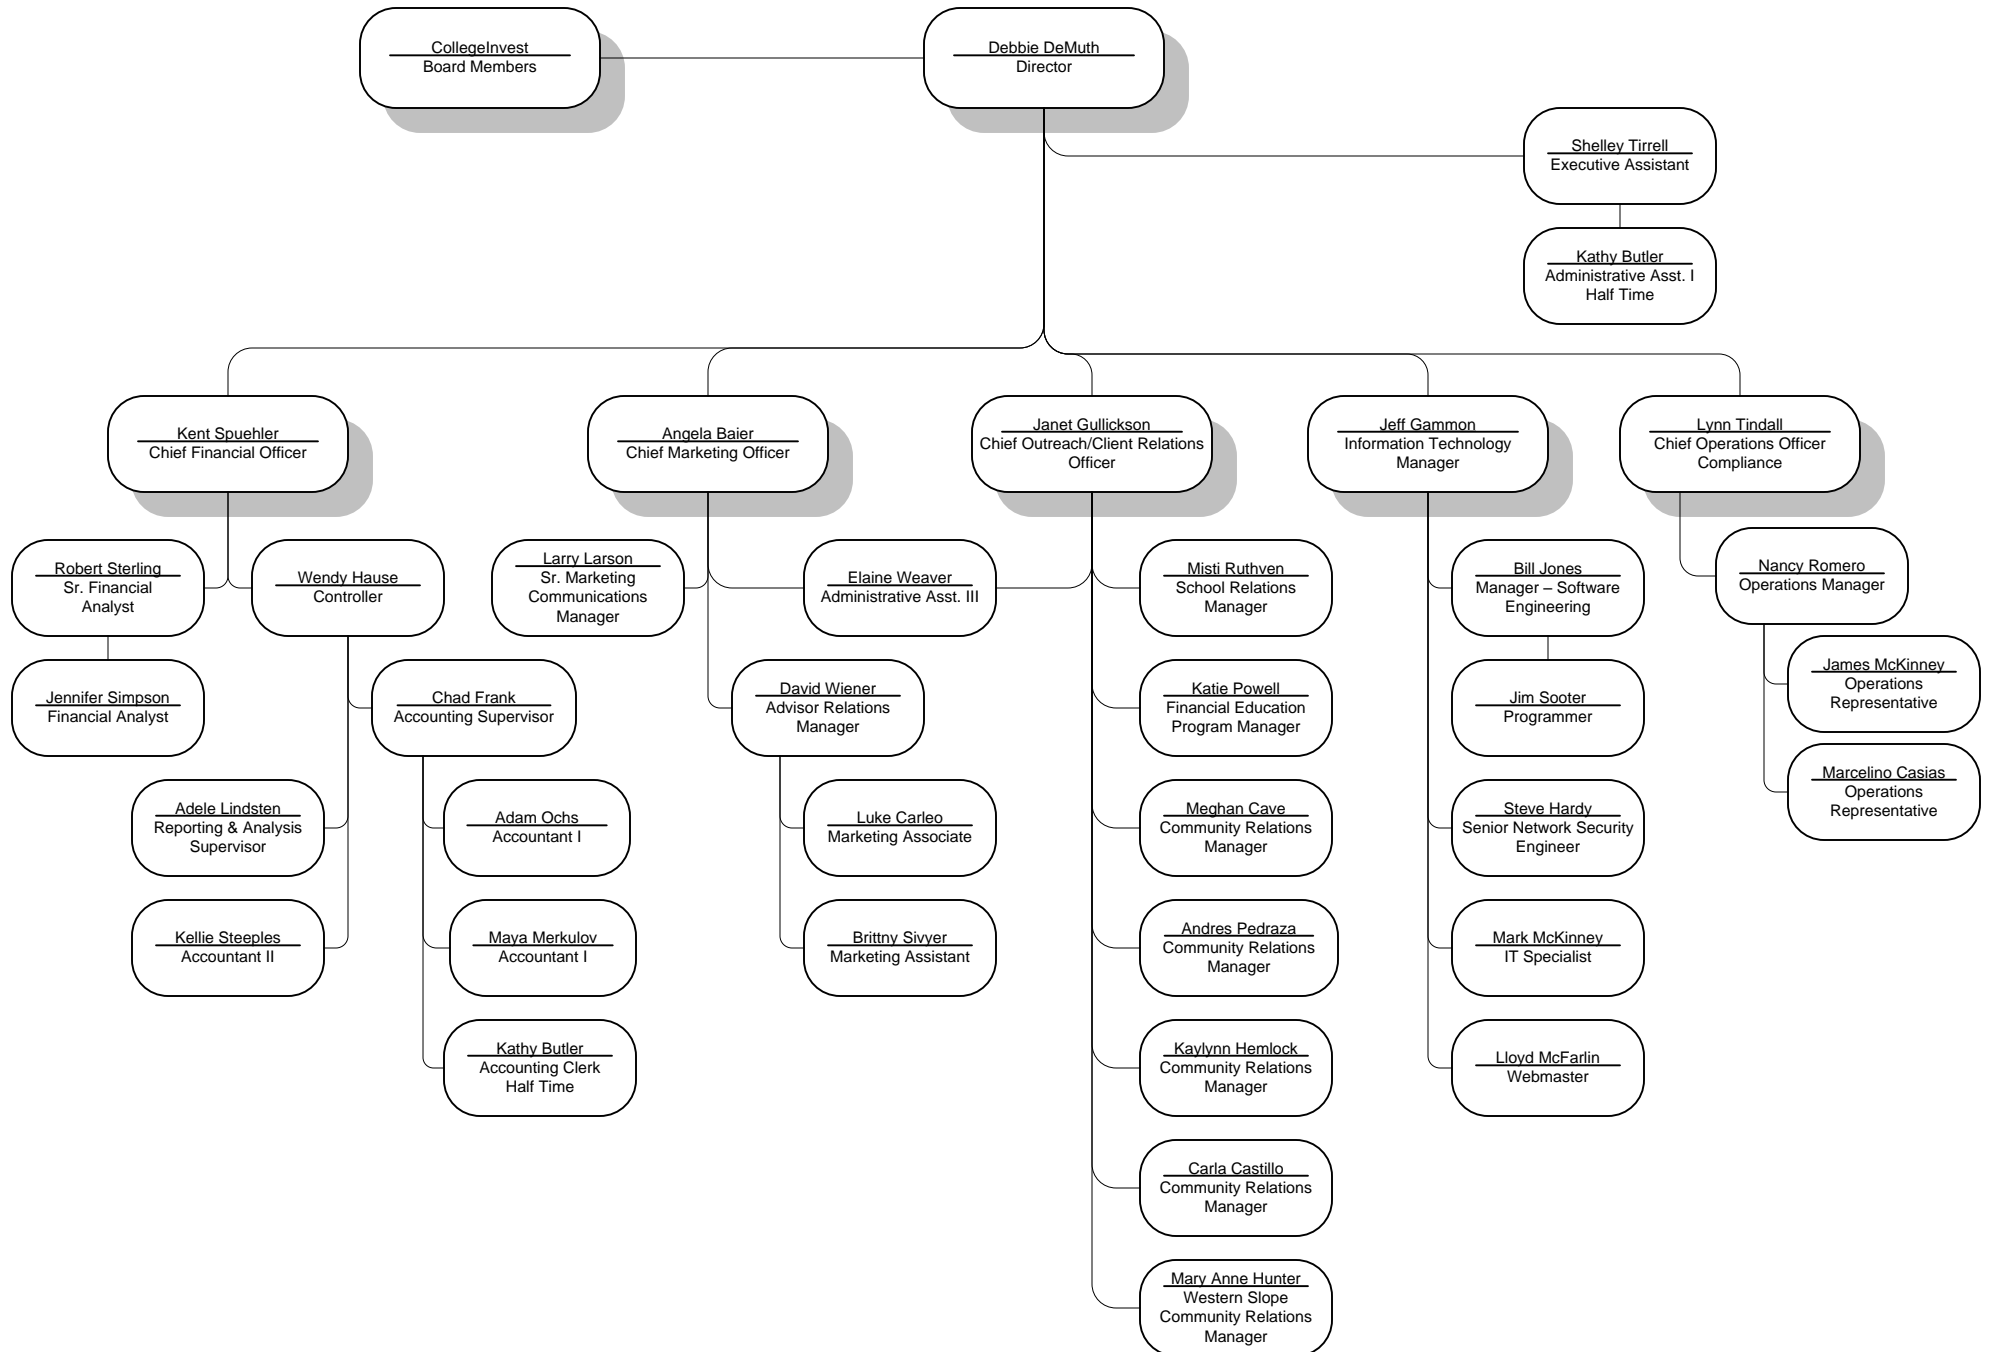 CollegeInvest
Board Members
Debbie DeMuth
Director
Shelley Tirrell
Executive Assistant
Kathy Butler
Administrative Asst. I
Half Time
Kent Spuehler
Chief Financial Officer
Angela Baier
Chief Marketing Officer
Janet Gullickson
Chief Outreach/Client Relations
Officer
Jeff Gammon
Information Technology
Manager
Lynn Tindall
Chief Operations Officer
Compliance
Robert Sterling
Sr. Financial
Analyst
Wendy Hause
Controller
Larry Larson
Sr. Marketing
Communications
Manager
Elaine Weaver
Administrative Asst. III
Misti Ruthven
School Relations
Manager
Bill Jones
Manager – Software
Engineering
Nancy Romero
Operations Manager
Jennifer Simpson
Financial Analyst
Chad Frank
Accounting Supervisor
David Wiener
Advisor Relations
Manager
Katie Powell
Financial Education
Program Manager
Jim Sooter
Programmer
James McKinney
Operations
Representative
Marcelino Casias
Operations
Representative
Adele Lindsten
Reporting & Analysis
Supervisor
Adam Ochs
Accountant I
Luke Carleo
Marketing Associate
Meghan Cave
Community Relations
Manager
Steve Hardy
Senior Network Security
Engineer
Kellie Steeples
Accountant II
Maya Merkulov
Accountant I
Brittny Sivyer
Marketing Assistant
Andres Pedraza
Community Relations
Manager
Mark McKinney
IT Specialist
Kathy Butler
Accounting Clerk
Half Time
Kaylynn Hemlock
Community Relations
Manager
Lloyd McFarlin
Webmaster
Carla Castillo
Community Relations
Manager
Mary Anne Hunter
Western Slope
Community Relations
Manager